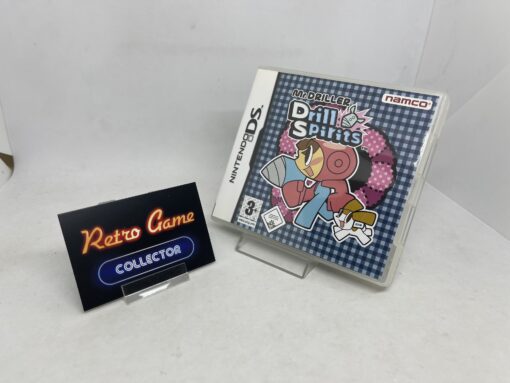 Retro Game
COLLECTOR
NINTENDO DS
MR.DRILLER
Drill
Spirits
namco
3+